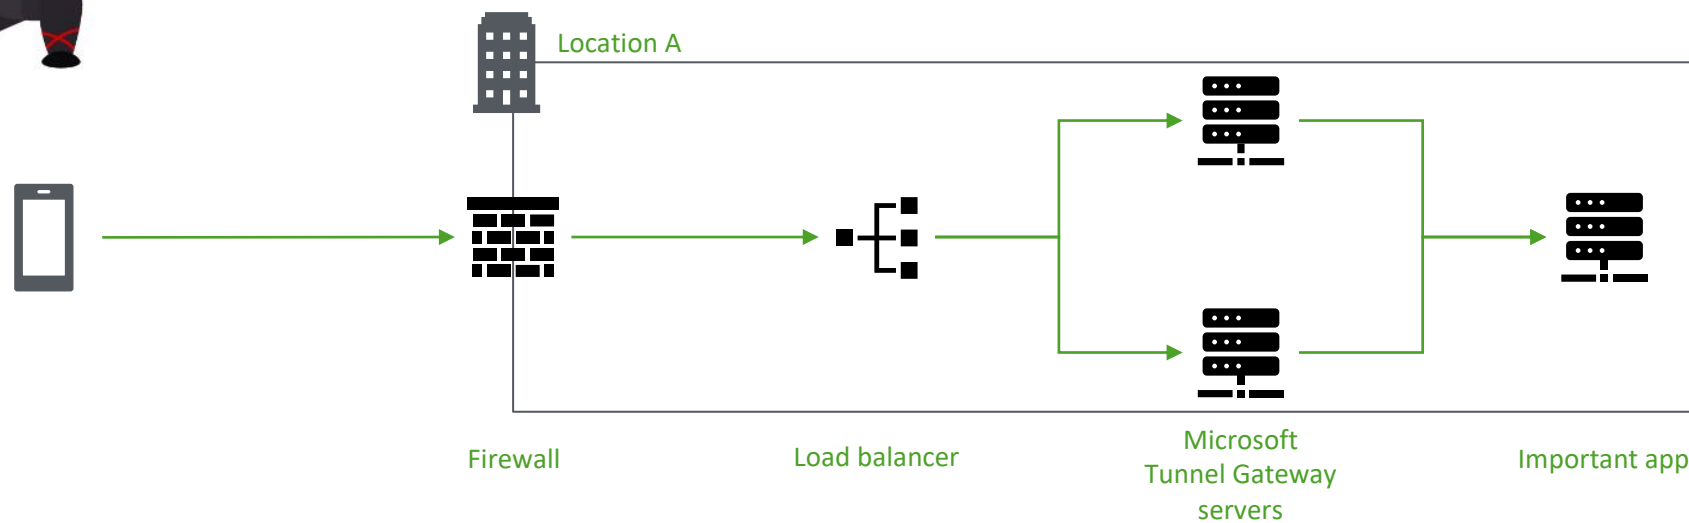 Location A
Firewall
Load balancer
Microsoft
Tunnel Gateway
servers
Important app